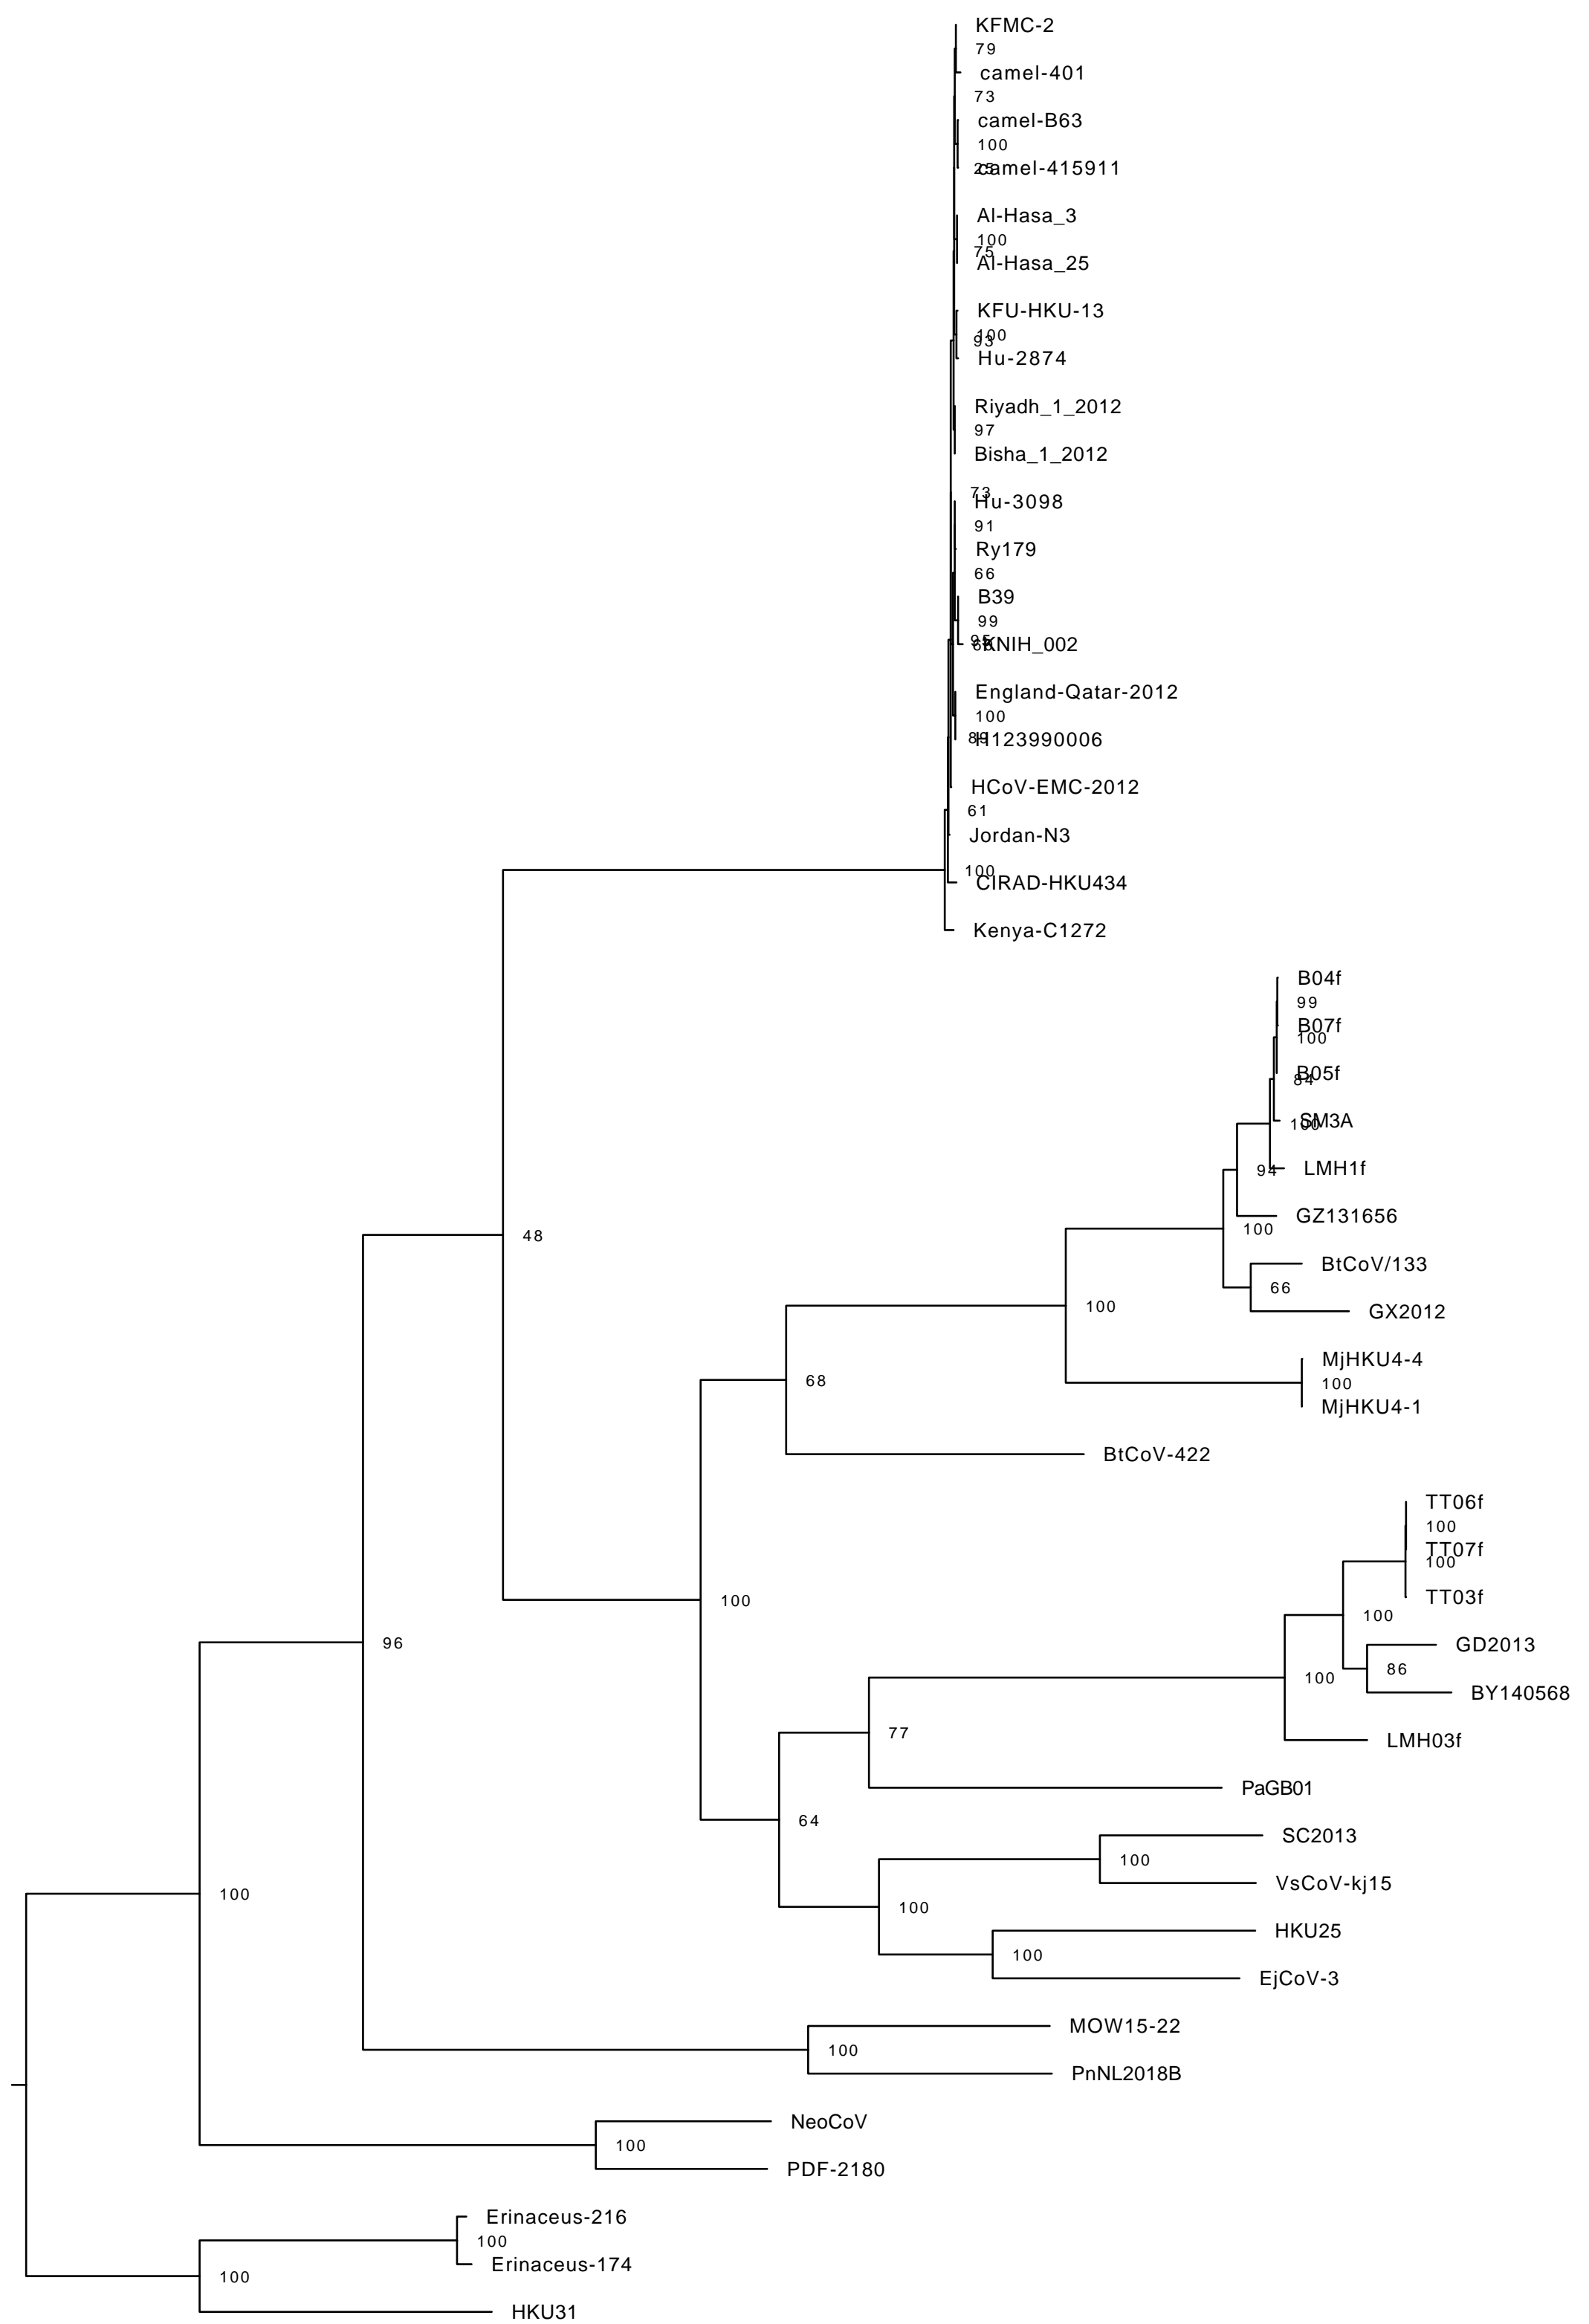 KFMC-2
79
camel-401
73
camel-B63
100
25
camel-415911
Al-Hasa_3
100
75
Al-Hasa_25
KFU-HKU-13
100
93
Hu-2874
Riyadh_1_2012
97
Bisha_1_2012
73
Hu-3098
91
Ry179
66
B39
99
95
KNIH_002
England-Qatar-2012
100
H123990006
HCoV-EMC-2012
61
Jordan-N3
100
CIRAD-HKU434
Kenya-C1272
B04f
99
B07f
100
B05f
84
SM3A
100
LMH1f
94
GZ131656
100
48
BtCoV/133
66
100
GX2012
MjHKU4-4
68
100
MjHKU4-1
BtCoV-422
TT06f
100
TT07f
100
TT03f
100
100
GD2013
96
86
100
BY140568
77
LMH03f
PaGB01
64
SC2013
100
VsCoV-kj15
100
100
HKU25
100
EjCoV-3
MOW15-22
100
PnNL2018B
NeoCoV
100
PDF-2180
Erinaceus-216
100
Erinaceus-174
100
HKU31